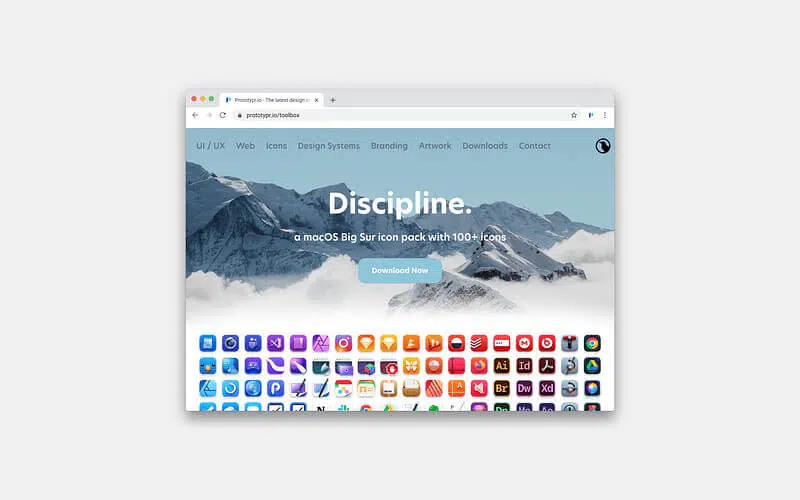 Prototypr.io - The latest design
prototypr.io/toolbox
UI / UX Web Icons Design Systems Branding Artwork Downloads Contact
Discipline.
a macOS Big Sur icon pack with 100+ icons
Download Now
Ai Id
Br Dw Xd